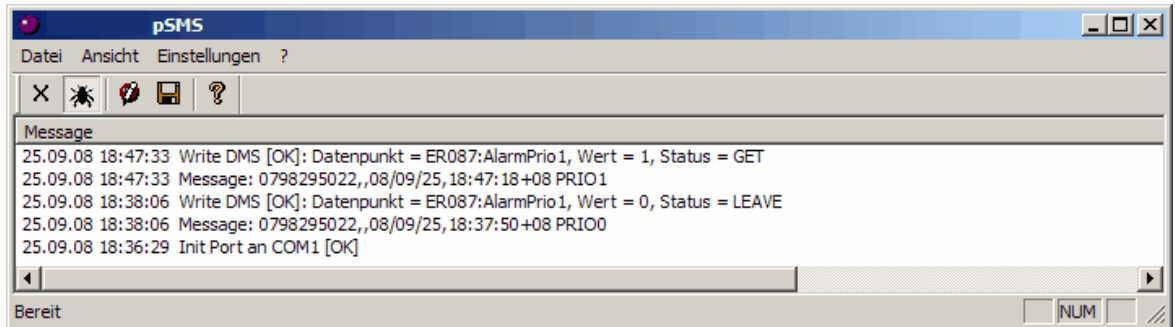 pSMS
Datei Ansicht Einstellungen ?
Message
25.09.08 18:47:33 Write DMS [OK]: Datenpunkt = ER087:AlarmPrio1, Wert = 1, Status = GET
25.09.08 18:47:33 Message: 0798295022,,08/09/25,18:47:18+08 PRIO1
25.09.08 18:38:06 Write DMS [OK]: Datenpunkt = ER087:AlarmPrio1, Wert = 0, Status = LEAVE
25.09.08 18:38:06 Message: 0798295022,,08/09/25,18:37:50+08 PRIO0
25.09.08 18:36:29 Init Port an COM1 [OK]
Bereit NUM